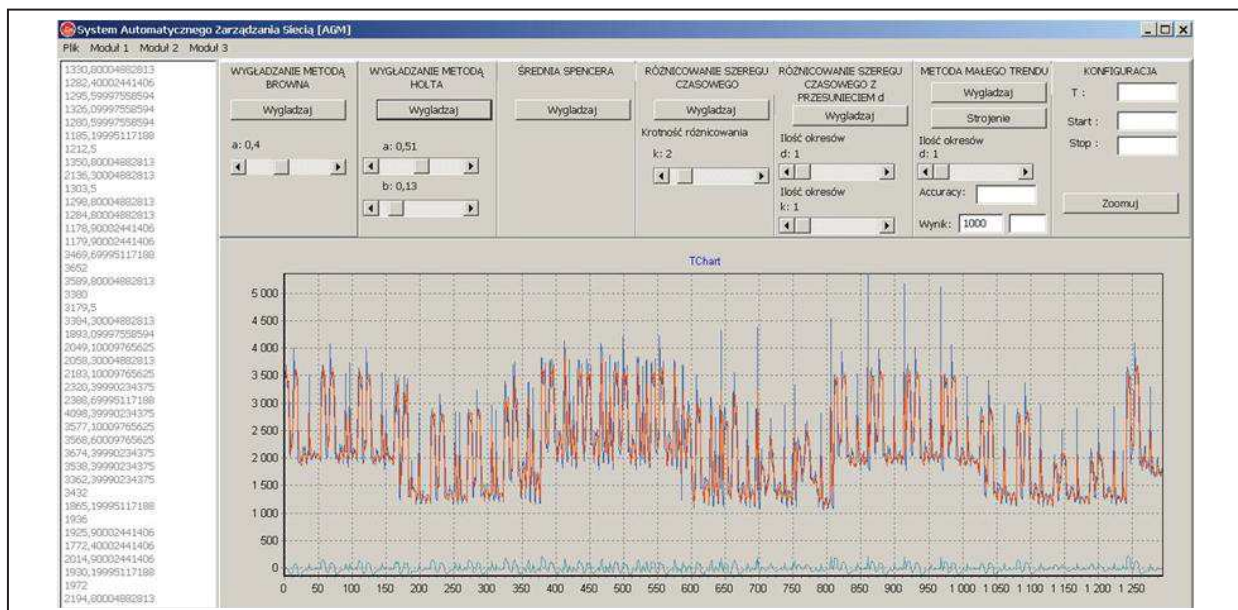 System Automatycznego Zarządzania Siecią [AGM]
Plik Moduł 1 Moduł 2 Moduł 3
1330,80004882813
1282,40002441406
1295,59997558594
1326,09997558594
1280,59997558594
1185,19995117188
1212,5
1350,80004882813
2136,30004882813
1303,5
1298,80004882813
1284,80004882813
1178,90002441406
1179,90002441406
3469,69995117188
3652
3589,80004882813
3380
3179,5
3384,30004882813
1893,09997558594
2049,10009765625
2058,30004882813
2183,10009765625
2320,39990234375
2388,69995117188
4098,39990234375
3577,10009765625
3568,60009765625
3674,39990234375
3538,39990234375
3362,39990234375
3432
1865,19995117188
1936
1925,90002441406
1772,40002441406
2014,90002441406
1930,19995117188
1972
2194,80004882813
WYGŁADZANIE METODĄ
BROWNA
Wygladzaj
a: 0,4
WYGŁADZANIE METODĄ
HOLTA
Wygladzaj
a: 0,51
b: 0,13
ŚREDNIA SPENCERA
Wygladzaj
RÓŻNICOWANIE SZEREGU
CZASOWEGO
Wygladzaj
Krotność różnicowania
k: 2
RÓŻNICOWANIE SZEREGU
CZASOWEGO Z
PRZESUNIECIEM d
Wygladzaj
Ilość okresów
d: 1
Ilość okresów
k: 1
METODA MAŁEGO TRENDU
Wygladzaj
Strojenie
Ilość okresów
d: 1
Accuracy:
Wynik: 1000
KONFIGURACJA
T :
Start :
Stop :
Zoomuj
TChart
5 000
4 500
4 000
3 500
3 000
2 500
2 000
1 500
1 000
500
0
0 50 100 150 200 250 300 350 400 450 500 550 600 650 700 750 800 850 900 950 1 000 1 050 1 100 1 150 1 200 1 250